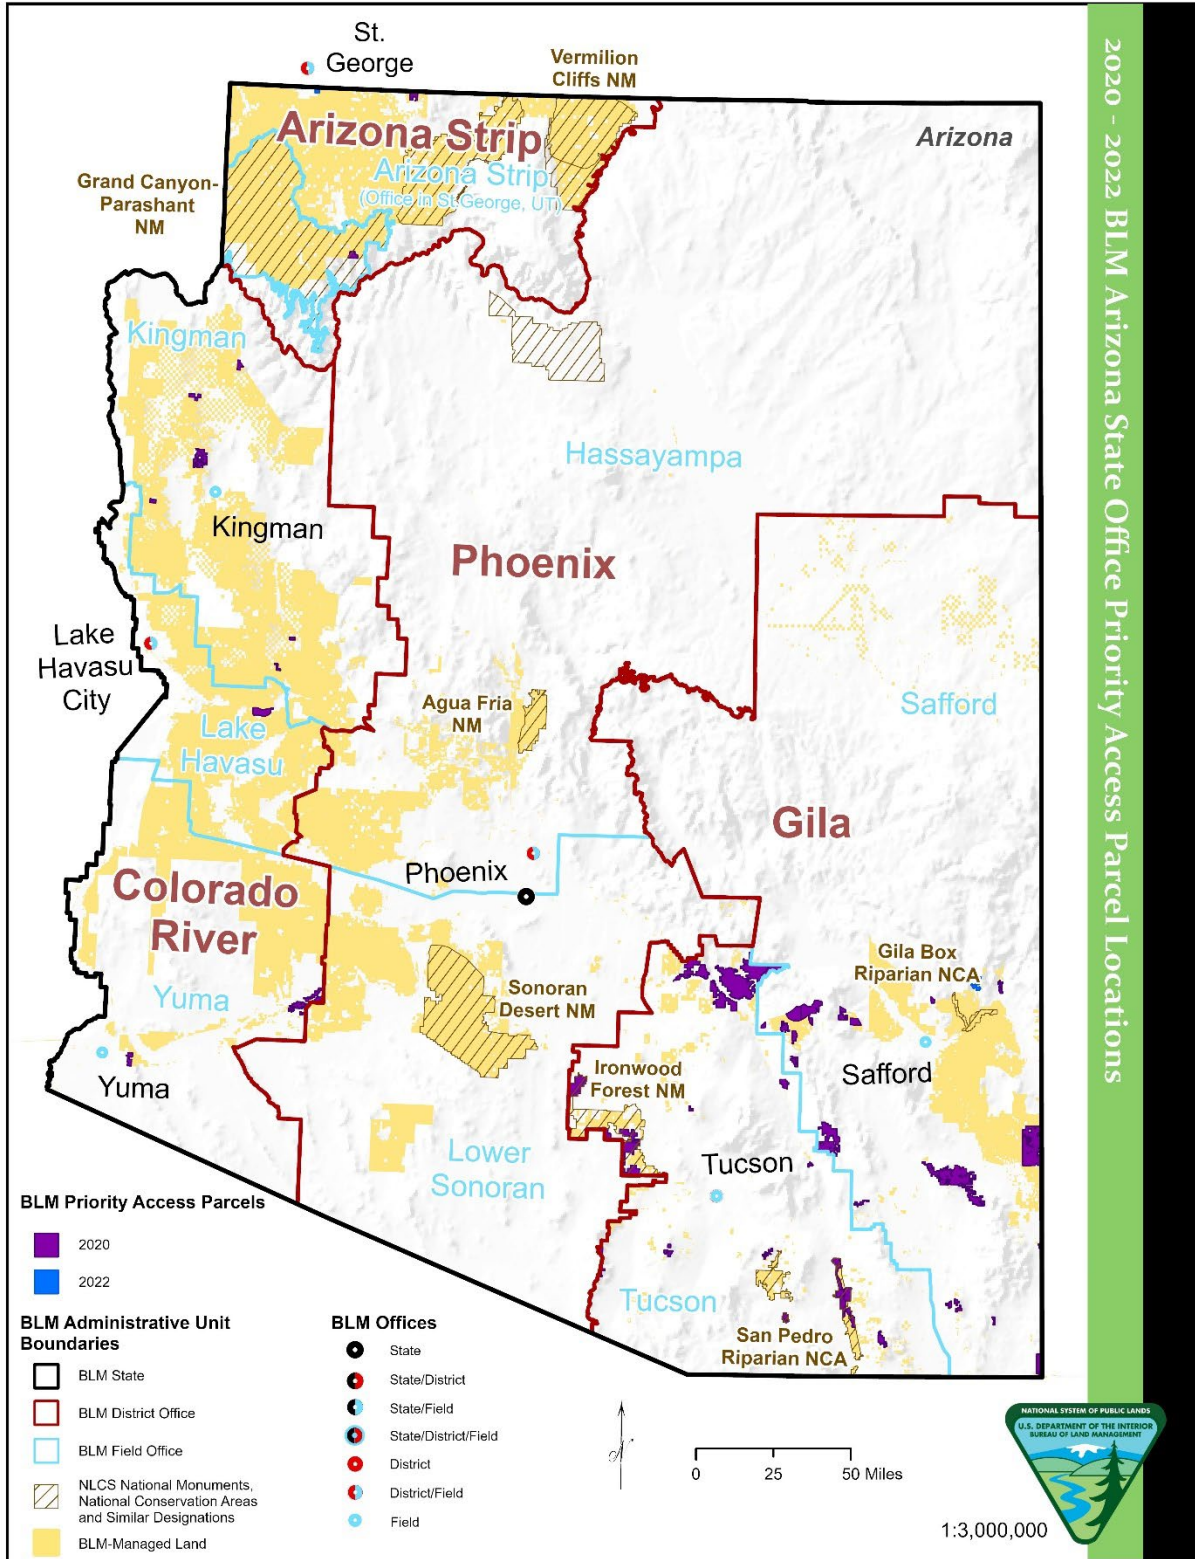 2020 - 2022 BLM Arizona State Office Priority Access Parcel Locations
St.
George
Vermilion
Cliffs NM
Arizona
Arizona Strip
Arizona Strip
(Office in St.George, UT)
Grand Canyon-
Parashant
NM
Kingman
Hassayampa
Kingman
Phoenix
Lake
Havasu
City
Safford
Agua Fria
NM
Lake
Havasu
Gila
Phoenix
Colorado
River
Gila Box
Riparian NCA
Yuma
Sonoran
Desert NM
Ironwood
Forest NM
Safford
Yuma
Lower
Sonoran
Tucson
Tucson
San Pedro
Riparian NCA
BLM Priority Access Parcels
2020
2022
BLM Administrative Unit
Boundaries
BLM State
BLM District Office
BLM Field Office
NLCS National Monuments,
National Conservation Areas
and Similar Designations
BLM-Managed Land
BLM Offices
State
State/District
State/Field
State/District/Field
District
District/Field
Field
N
0 25 50 Miles
1:3,000,000
NATIONAL SYSTEM OF PUBLIC LANDS
U.S. DEPARTMENT OF THE INTERIOR
BUREAU OF LAND MANAGEMENT